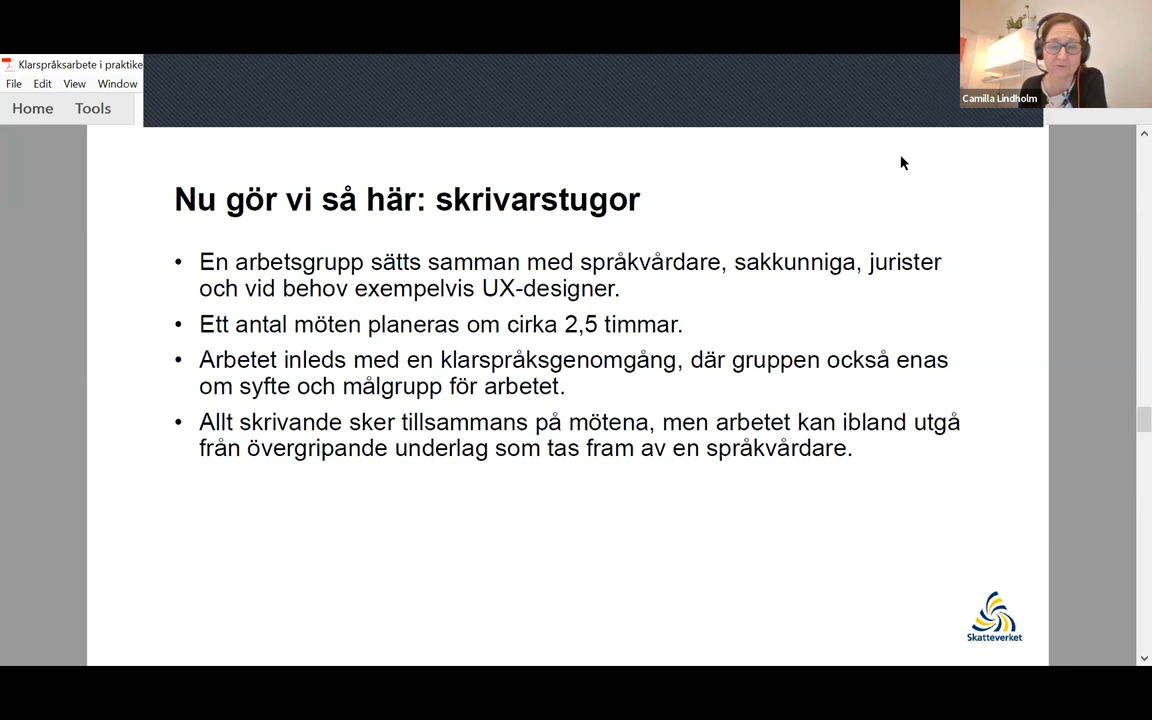 Klarspråksarbete i praktike
File Edit View Window
Home Tools
Camilla Lindholm
Nu gör vi så här: skrivarstugor
• En arbetsgrupp sätts samman med språkvårdare, sakkunniga, jurister
och vid behov exempelvis UX-designer.
• Ett antal möten planeras om cirka 2,5 timmar.
• Arbetet inleds med en klarspråksgenomgång, där gruppen också enas
om syfte och målgrupp för arbetet.
• Allt skrivande sker tillsammans på mötena, men arbetet kan ibland utgå
från övergripande underlag som tas fram av en språkvårdare.
Skatteverket